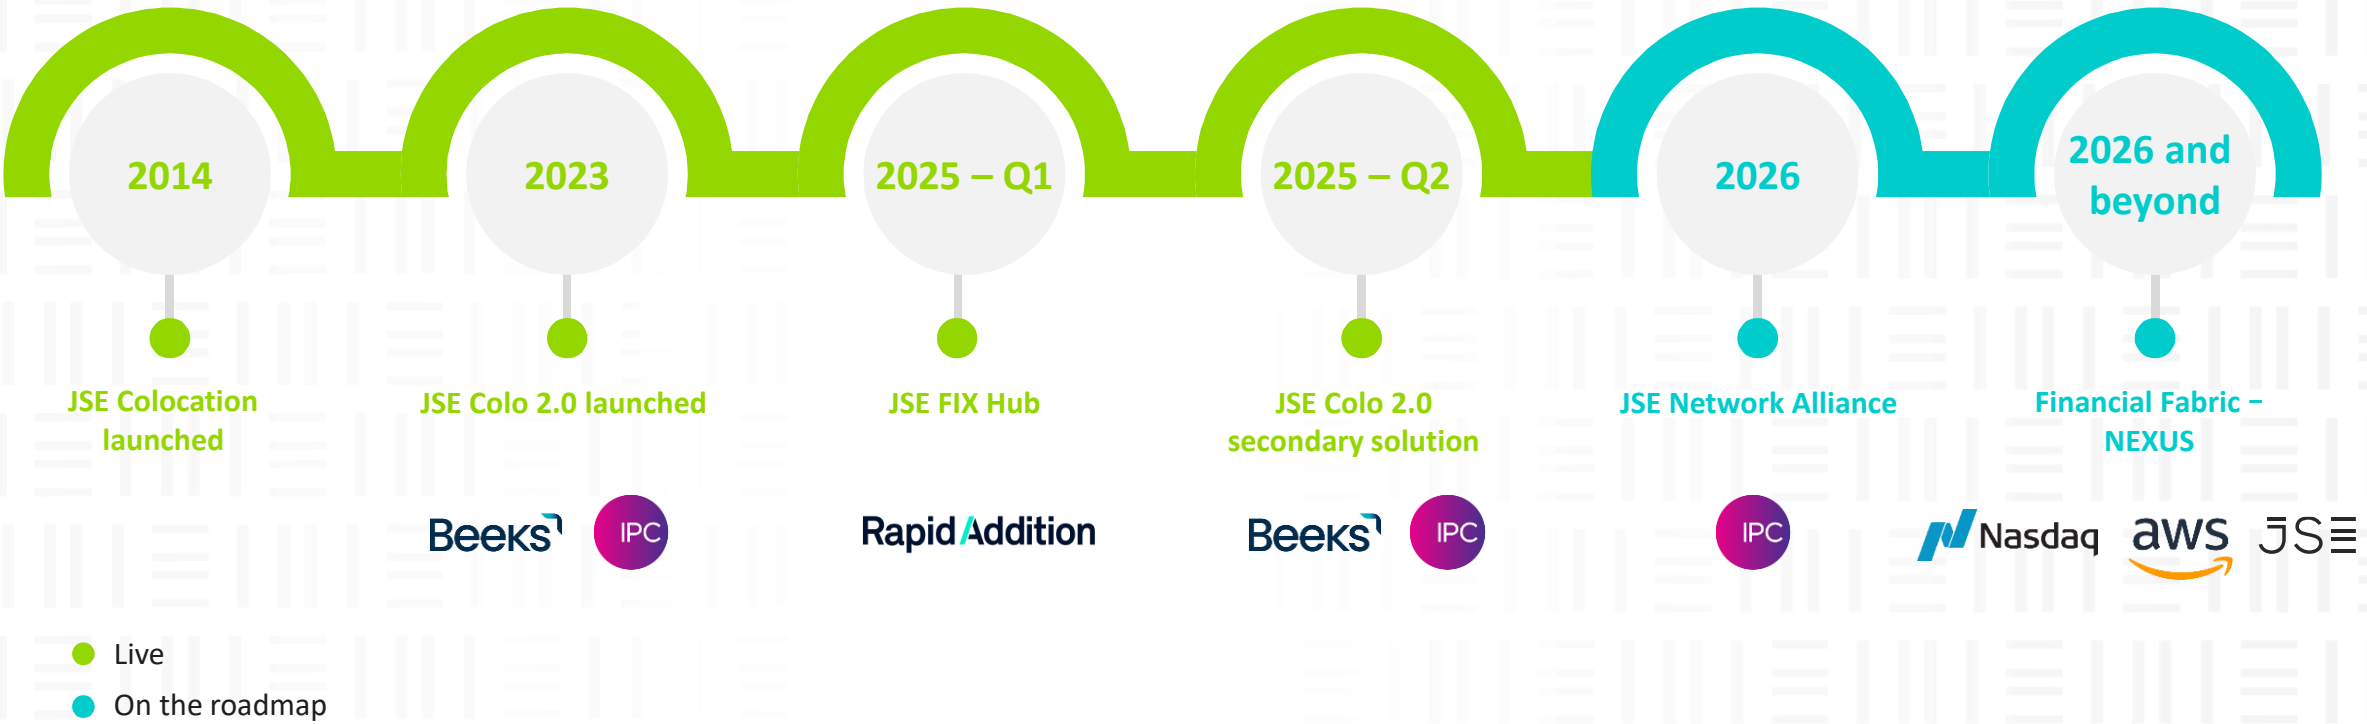 2014
2023
2025 – Q1
2025 – Q2
2026
2026 and
beyond
JSE Colocation
launched
JSE Colo 2.0 launched
JSE FIX Hub
JSE Colo 2.0
secondary solution
JSE Network Alliance
Financial Fabric –
NEXUS
Beeks
IPC
Rapid Addition
Beeks
IPC
IPC
Nasdaq
aws
JSE
Live
On the roadmap